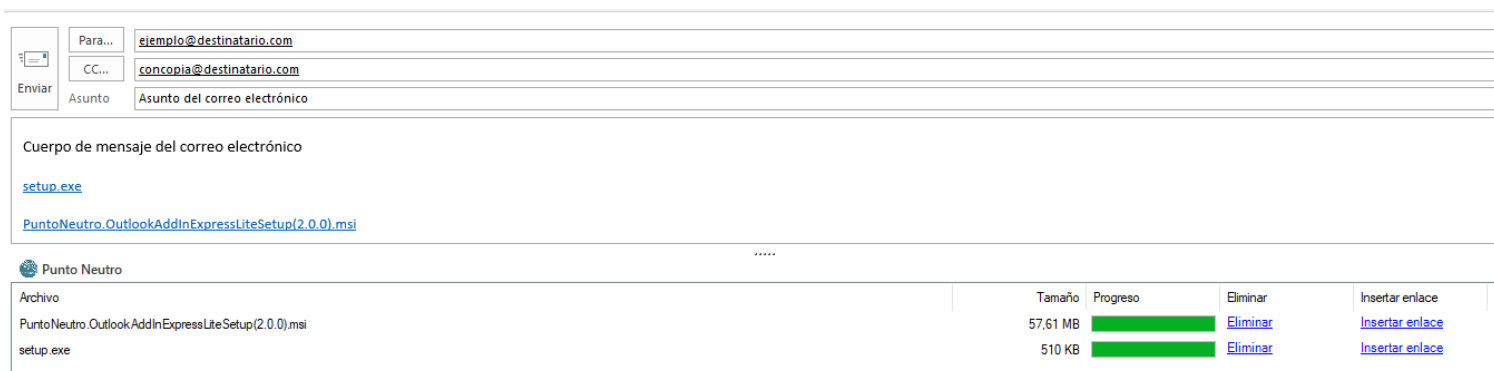 Para... ejemplo@destinatario.com
CC... concopia@destinatario.com
Enviar
Asunto Asunto del correo electrónico
Cuerpo de mensaje del correo electrónico
setup.exe
PuntoNeutro.OutlookAddInExpressLiteSetup(2.0.0).msi
Punto Neutro
Archivo Tamaño Progreso Eliminar Insertar enlace
PuntoNeutro.OutlookAddInExpressLiteSetup(2.0.0).msi 57,61 MB Eliminar Insertar enlace
setup.exe 510 KB Eliminar Insertar enlace